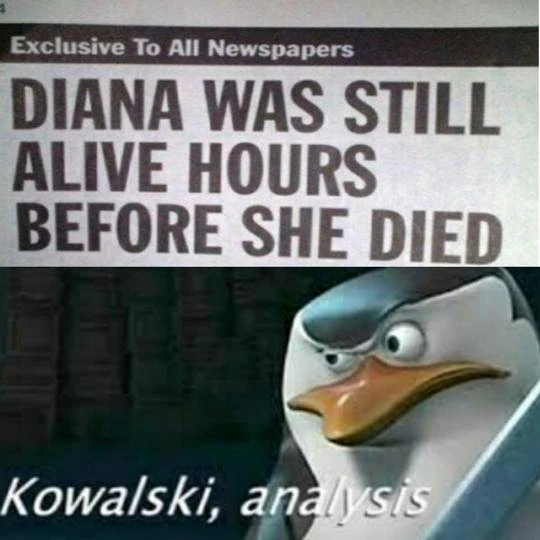 Exclusive To All Newspapers
DIANA WAS STILL
ALIVE HOURS
BEFORE SHE DIED
Kowalski, analysis